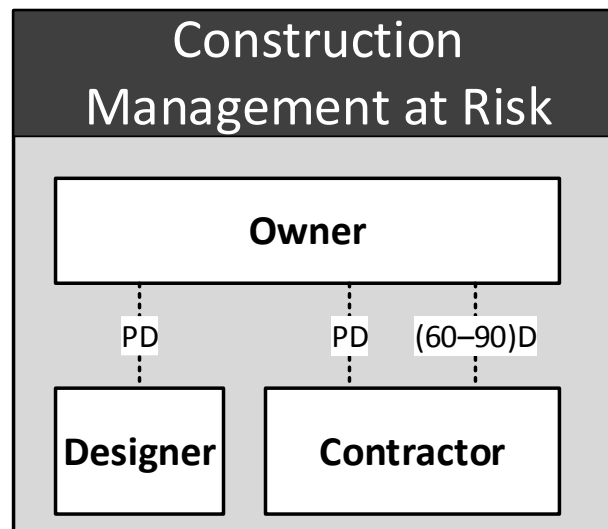 Construction
Management at Risk
Owner
PD PD (60–90)D
Designer Contractor